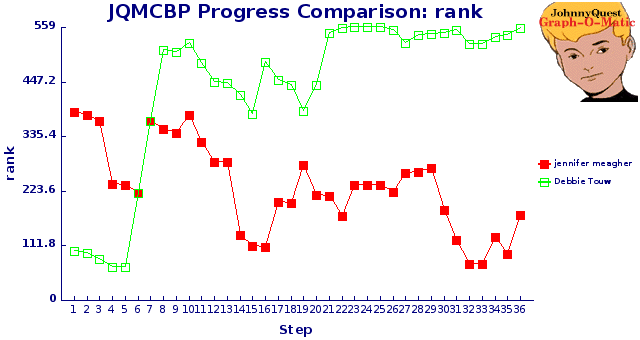 JQMCBP Progress Comparison: rank
JohnnyQuest
Graph-O-Matic
559
447.2
335.4
223.6
111.8
0
rank
1 2 3 4 5 6 7 8 9 10 11 12 13 14 15 16 17 18 19 20 21 22 23 24 25 26 27 28 29 30 31 32 33 34 35 36
Step
jennifer meagher
Debbie Touw